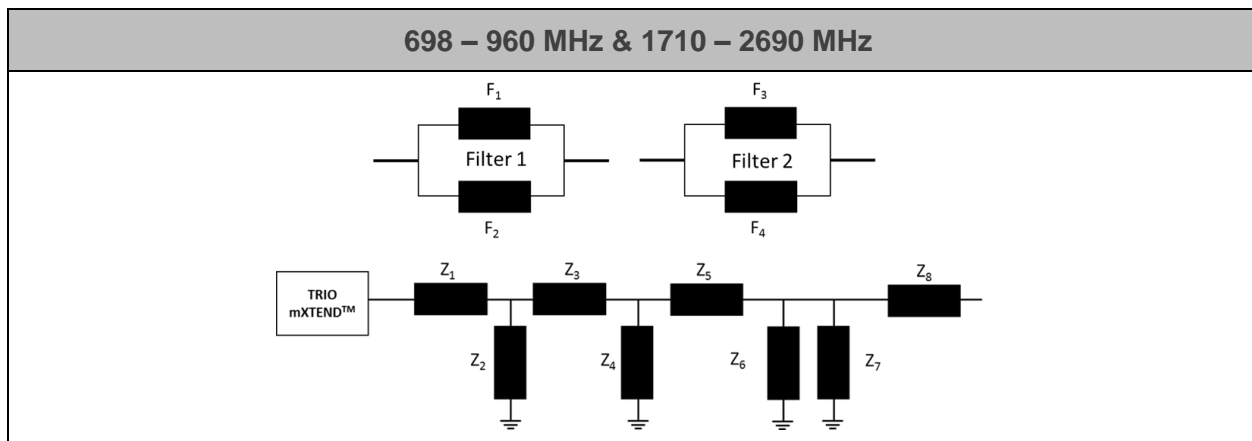 698 – 960 MHz & 1710 – 2690 MHz
F₁ F₃
Filter 1 Filter 2
F₂ F₄
Z₁ Z₃ Z₅ Z₈
TRIO
mXTEND™
Z₂ Z₄ Z₆ Z₇